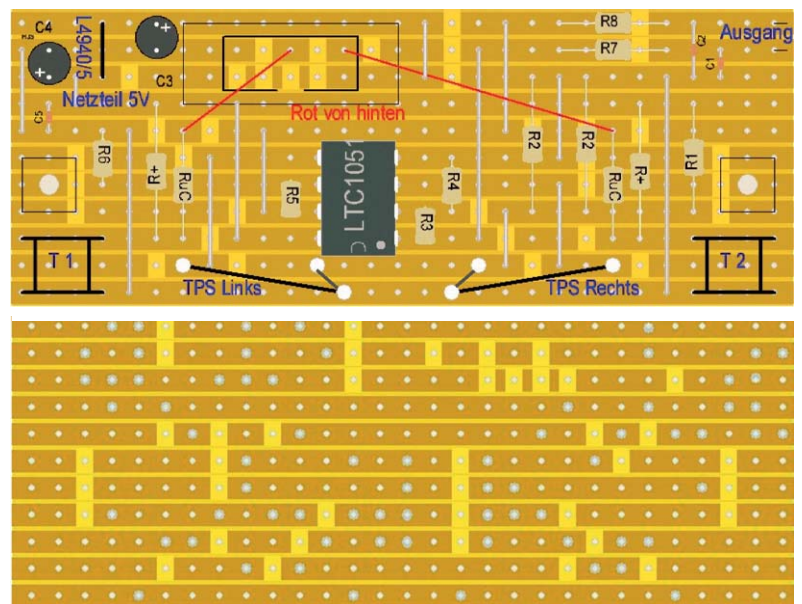 C4
L4940/5
C3
Netzteil 5V
R8
R7
C2
C1
Ausgang
Rot von hinten
R6
R+
RuC
R5
LTC1051
R4
R3
R2
R2
RuC
R+
R1
T 1
TPS Links
TPS Rechts
T 2